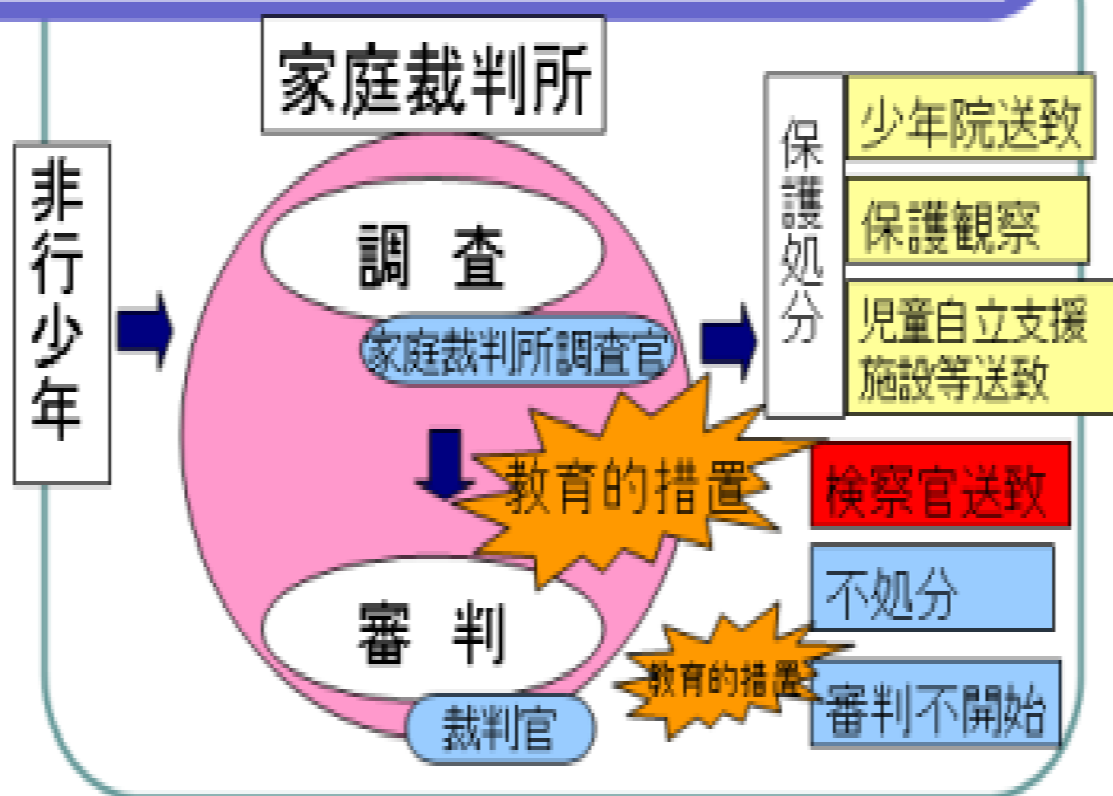 家庭裁判所
非行少年
調査
家庭裁判所調査官
教育的措置
審判
裁判官
教育的措置
保護処分
少年院送致
保護観察
児童自立支援
施設等送致
検察官送致
不処分
審判不開始